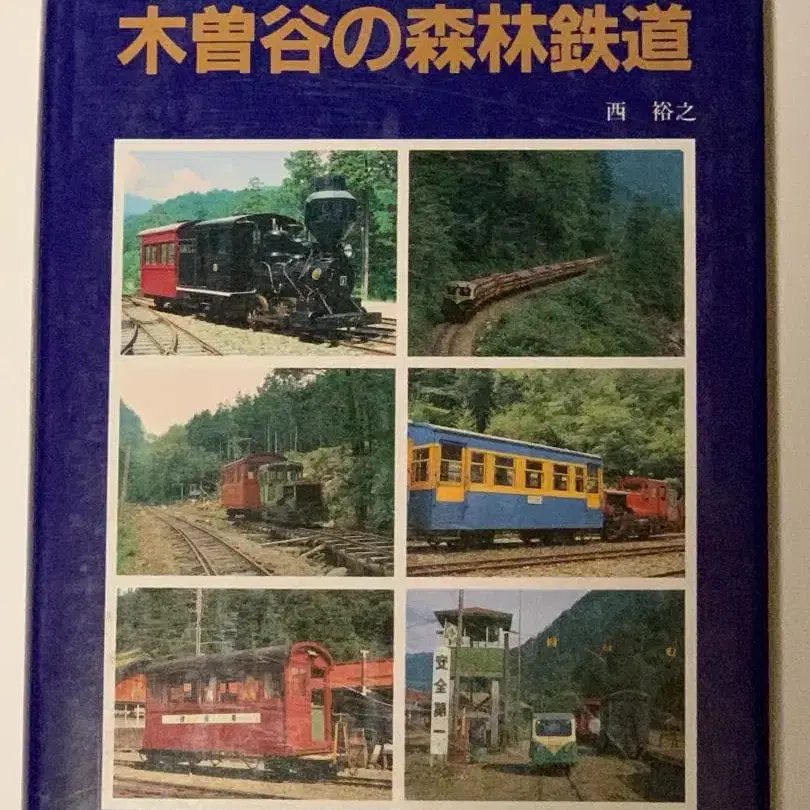 木曽谷の森林鉄道
西 裕之
安全第一